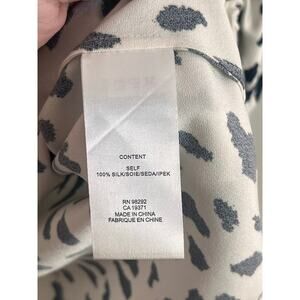 CONTENT
SELF
100% SILK/SOIE/SEDA/IPEK
RN 98292
CA 19371
MADE IN CHINA
FABRIQUE EN CHINE